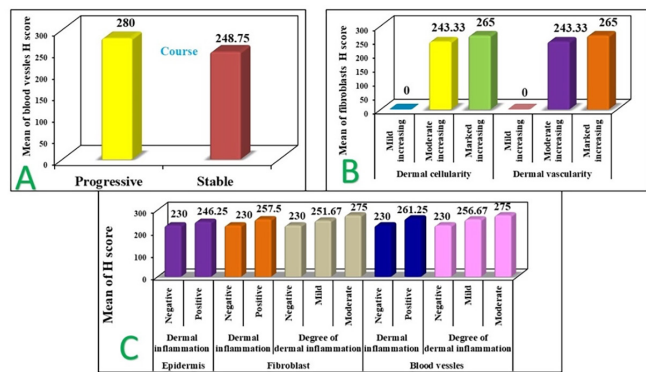 Mean of blood vessles H score
300
250
200
150
100
50
0
280
248.75
Course
Progressive
Stable
A
Mean of fibroblasts H score
300
250
200
150
100
50
0
0
243.33
265
0
243.33
265
Mild increasing
Moderate increasing
Marked increasing
Mild increasing
Moderate increasing
Marked increasing
Dermal cellularity
Dermal vascularity
B
Mean of H score
300
200
100
0
230
246.25
230
257.5
230
251.67
275
230
261.25
230
256.67
275
Negative
Positive
Negative
Positive
Negative
Mild
Moderate
Negative
Positive
Negative
Mild
Moderate
Dermal inflammation
Dermal inflammation
Degree of dermal inflammation
Dermal inflammation
Degree of dermal inflammation
Epidermis
Fibroblast
Blood vessles
C